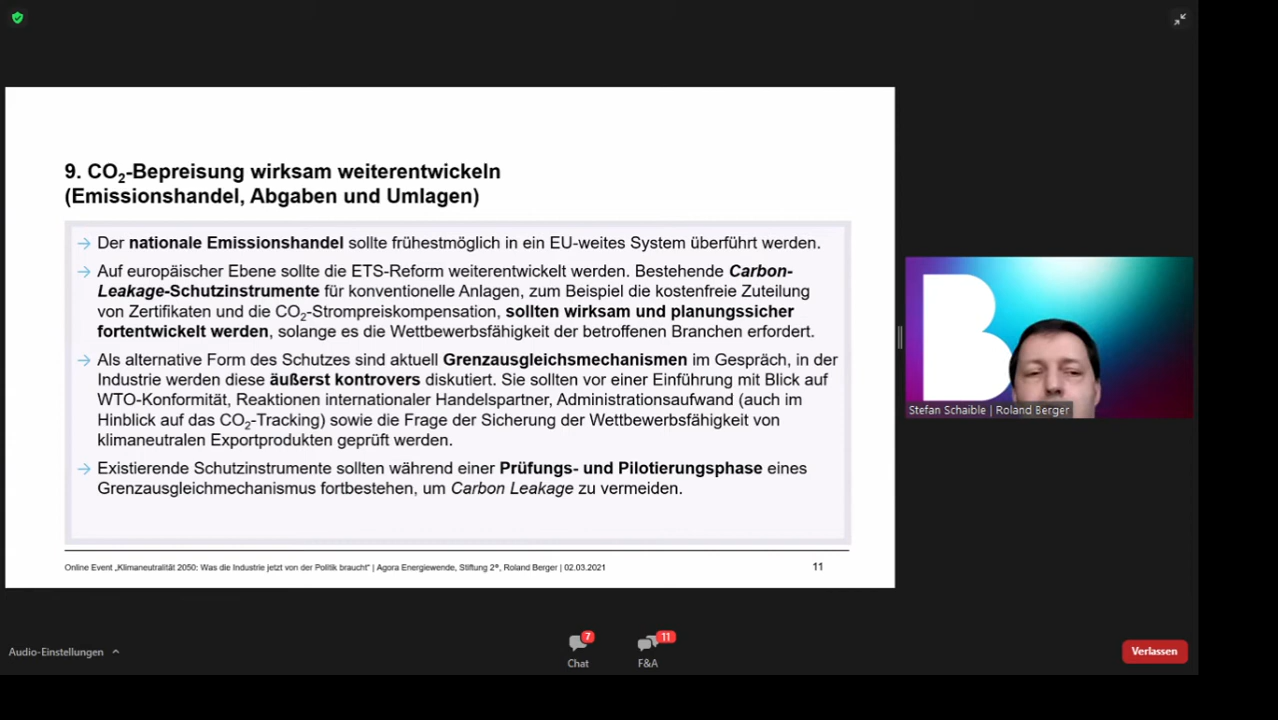 9. CO₂-Bepreisung wirksam weiterentwickeln
(Emissionshandel, Abgaben und Umlagen)
→ Der nationale Emissionshandel sollte frühestmöglich in ein EU-weites System überführt werden.
→ Auf europäischer Ebene sollte die ETS-Reform weiterentwickelt werden. Bestehende Carbon-
Leakage-Schutzinstrumente für konventionelle Anlagen, zum Beispiel die kostenfreie Zuteilung
von Zertifikaten und die CO₂-Strompreiskompensation, sollten wirksam und planungssicher
fortentwickelt werden, solange es die Wettbewerbsfähigkeit der betroffenen Branchen erfordert.
→ Als alternative Form des Schutzes sind aktuell Grenzausgleichsmechanismen im Gespräch, in der
Industrie werden diese äußerst kontrovers diskutiert. Sie sollten vor einer Einführung mit Blick auf
WTO-Konformität, Reaktionen internationaler Handelspartner, Administrationsaufwand (auch im
Hinblick auf das CO₂-Tracking) sowie die Frage der Sicherung der Wettbewerbsfähigkeit von
klimaneutralen Exportprodukten geprüft werden.
→ Existierende Schutzinstrumente sollten während einer Prüfungs- und Pilotierungsphase eines
Grenzausgleichmechanismus fortbestehen, um Carbon Leakage zu vermeiden.
Online Event „Klimaneutralität 2050: Was die Industrie jetzt von der Politik braucht“ | Agora Energiewende, Stiftung 2°, Roland Berger | 02.03.2021
11
B
Stefan Schaible | Roland Berger
Audio-Einstellungen
7
Chat
11
F&A
Verlassen